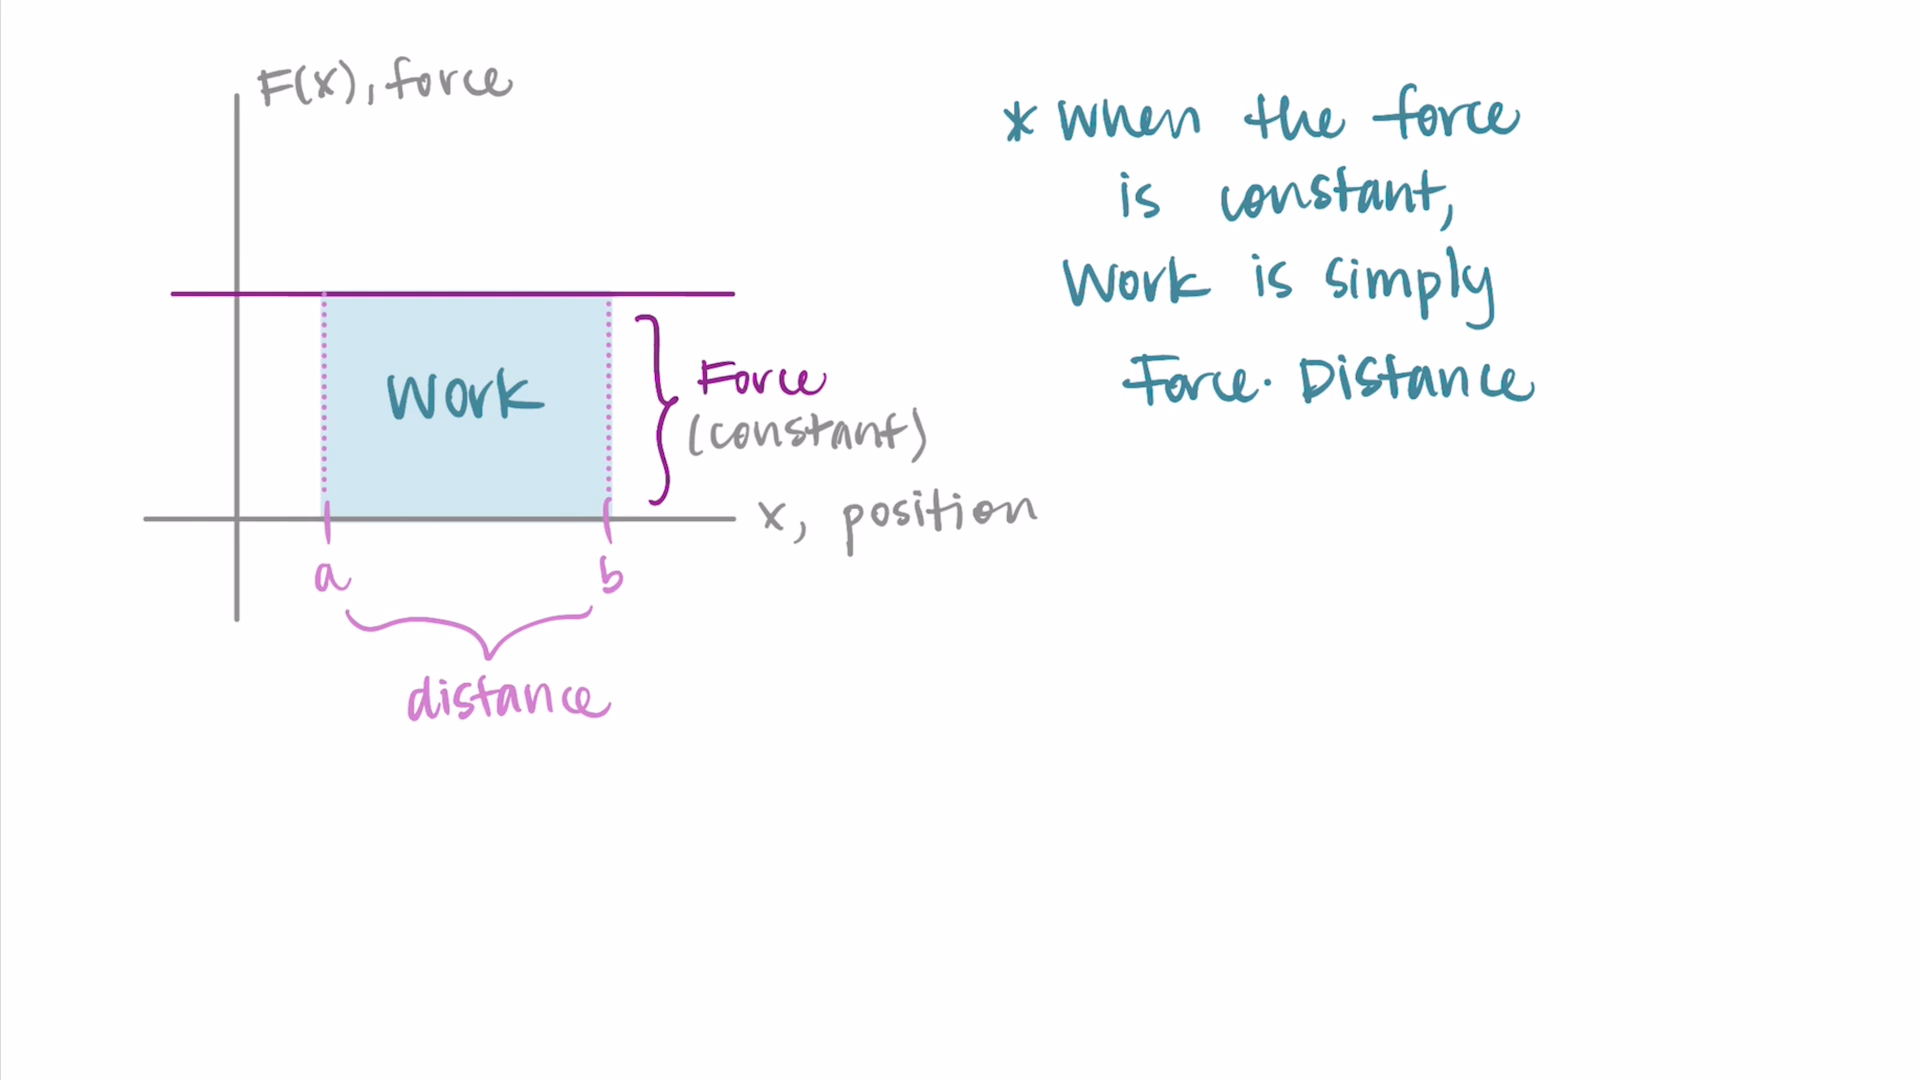 F(x), force
* when the force
is constant,
Work is simply
Force · Distance
Work
Force
(constant)
x, position
a
b
distance